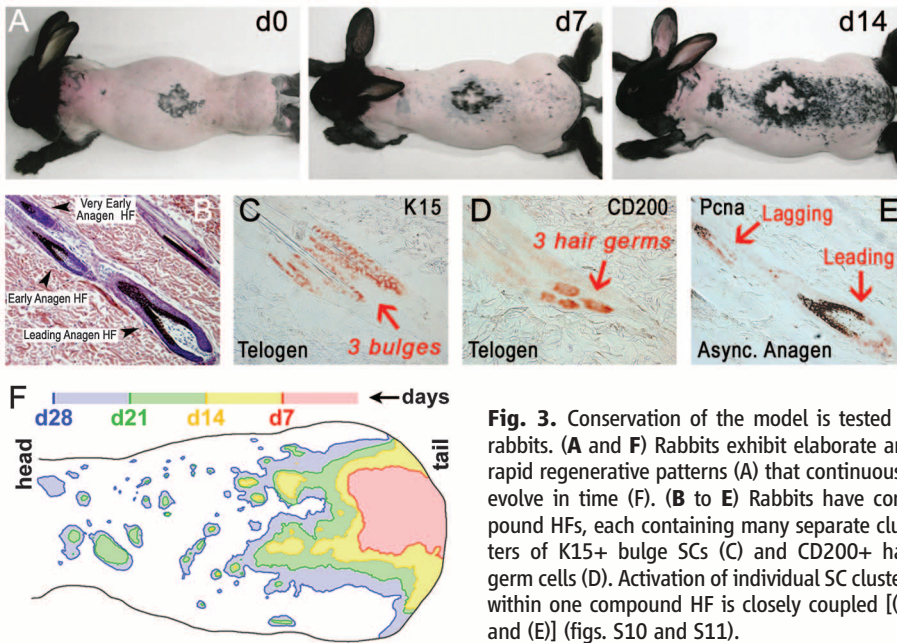 A
d0
d7
d14
Very Early
Anagen HF
B
Early Anagen HF
Leading Anagen HF
C
K15
3 bulges
Telogen
D
CD200
3 hair germs
Telogen
Pcna
E
Lagging
Leading
Async. Anagen
F
days
d28
d21
d14
d7
head
tail
Fig. 3. Conservation of the model is tested
rabbits. (A and F) Rabbits exhibit elaborate an
rapid regenerative patterns (A) that continuous
evolve in time (F). (B to E) Rabbits have com
pound HFs, each containing many separate clu
ters of K15+ bulge SCs (C) and CD200+ ha
germ cells (D). Activation of individual SC cluste
within one compound HF is closely coupled [(
and (E)] (figs. S10 and S11).